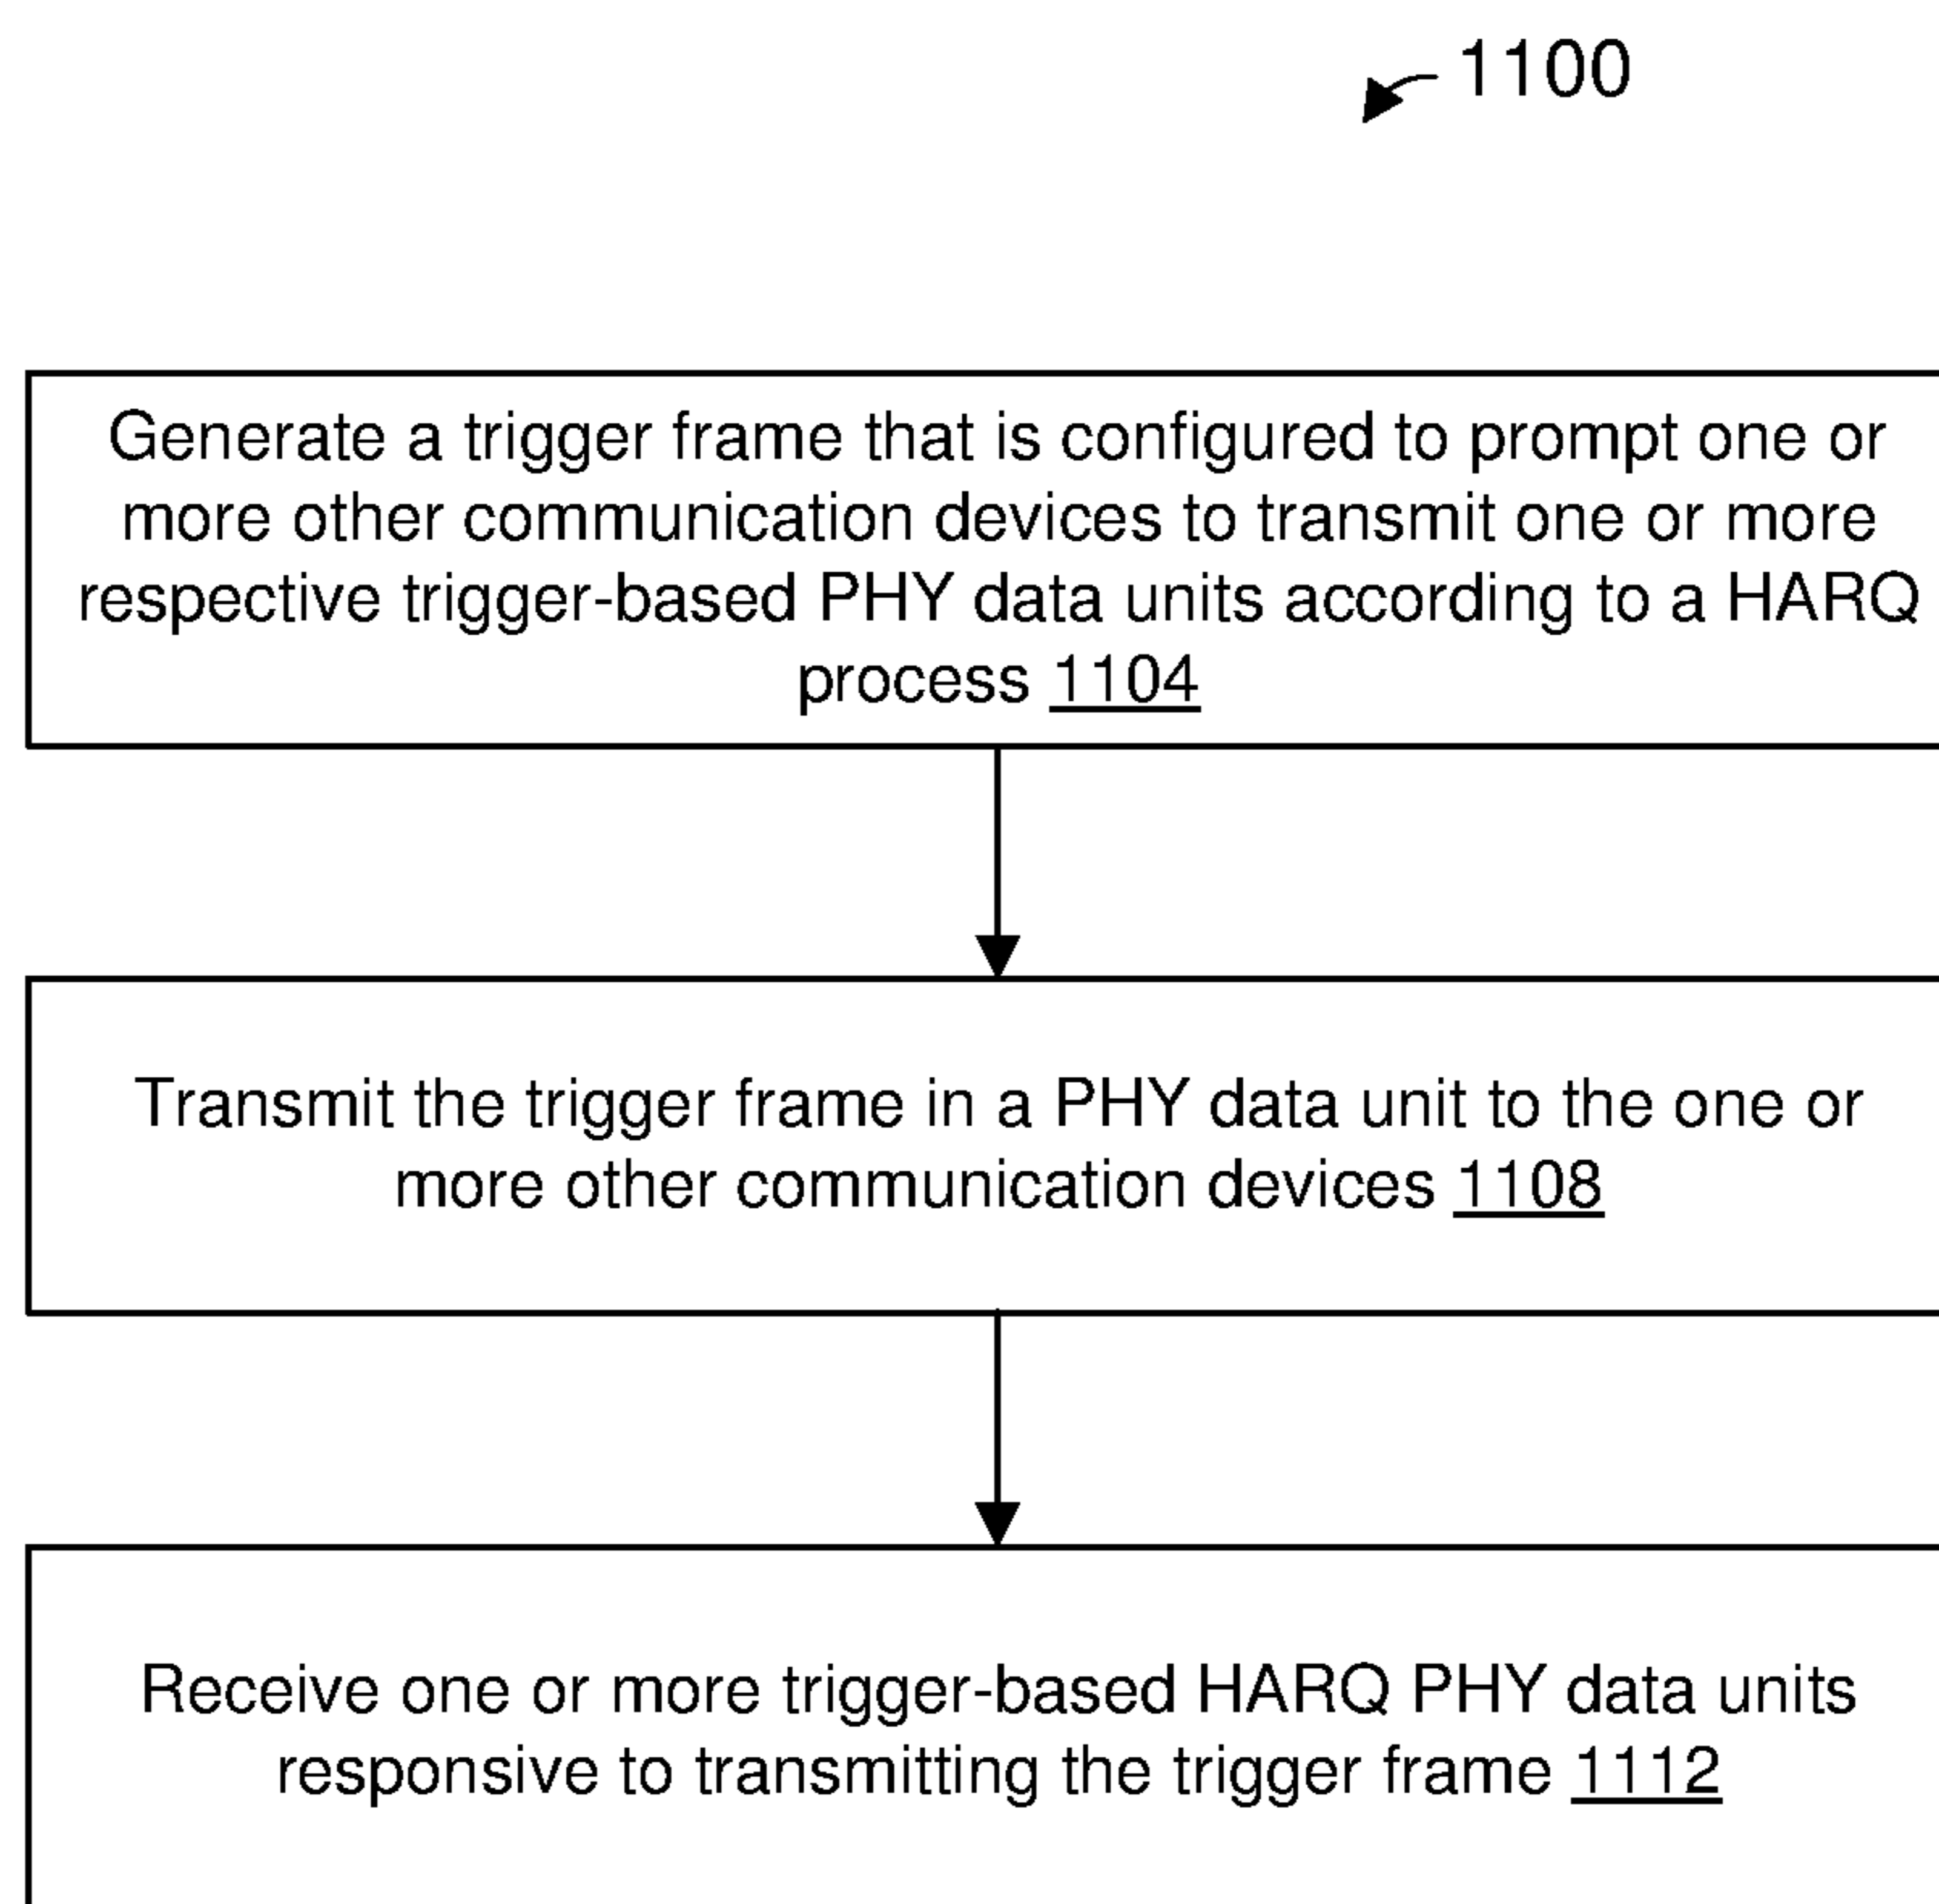 1100
Generate a trigger frame that is configured to prompt one or
more other communication devices to transmit one or more
respective trigger-based PHY data units according to a HARQ
process 1104
Transmit the trigger frame in a PHY data unit to the one or
more other communication devices 1108
Receive one or more trigger-based HARQ PHY data units
responsive to transmitting the trigger frame 1112